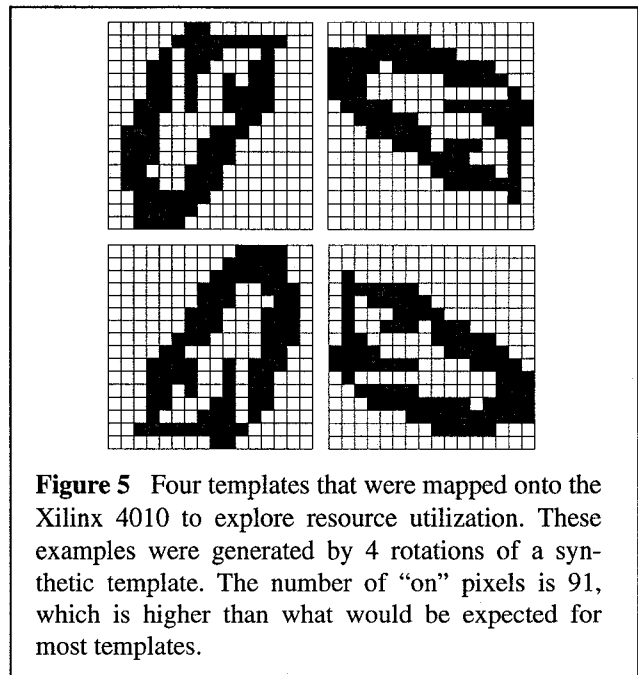 Figure 5 Four templates that were mapped onto the
Xilinx 4010 to explore resource utilization. These
examples were generated by 4 rotations of a syn-
thetic template. The number of “on” pixels is 91,
which is higher than what would be expected for
most templates.